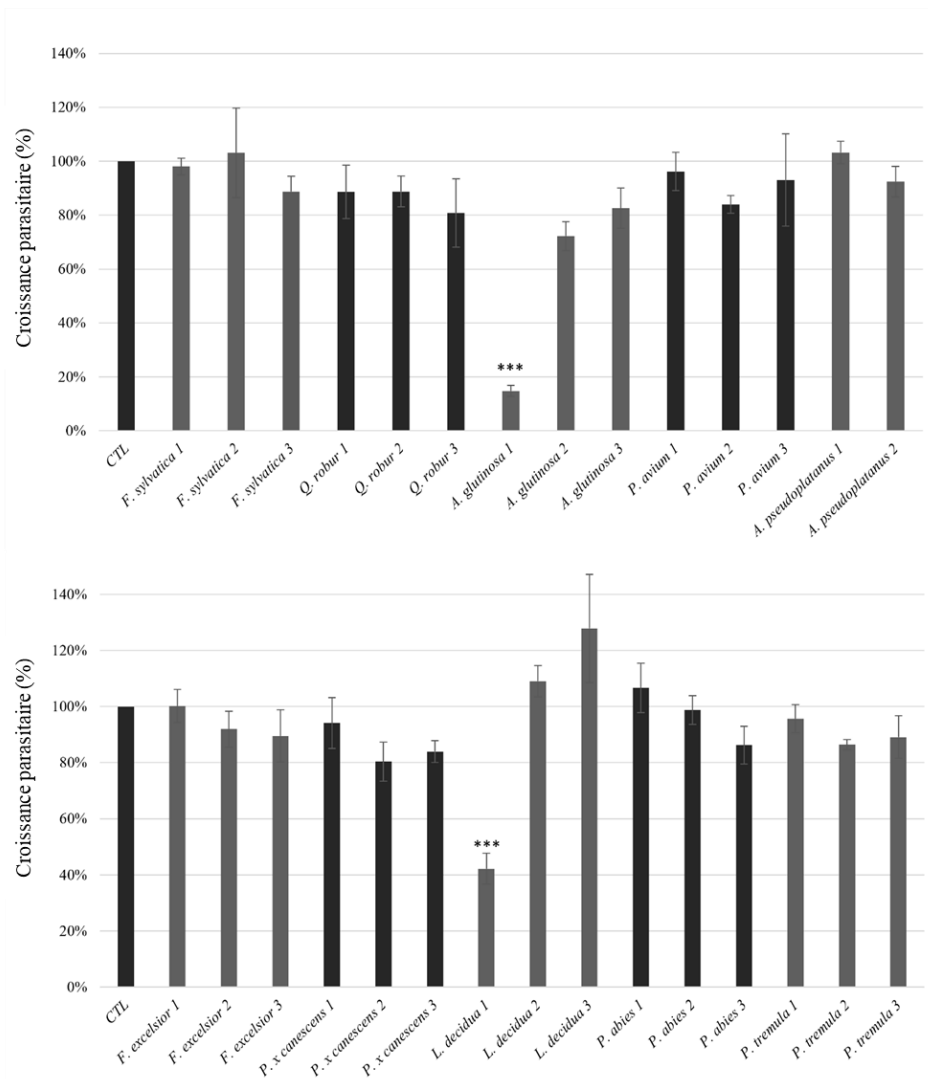 140%
120%
100%
80%
60%
40%
20%
0%
Croissance parasitaire (%)
***
CTL
F. sylvatica 1
F. sylvatica 2
F. sylvatica 3
Q. robur 1
Q. robur 2
Q. robur 3
A. glutinosa 1
A. glutinosa 2
A. glutinosa 3
P. avium 1
P. avium 2
P. avium 3
A. pseudoplatanus 1
A. pseudoplatanus 2
140%
120%
100%
80%
60%
40%
20%
0%
Croissance parasitaire (%)
***
CTL
F. excelsior 1
F. excelsior 2
F. excelsior 3
P. x canescens 1
P. x canescens 2
P. x canescens 3
L. decidua 1
L. decidua 2
L. decidua 3
P. abies 1
P. abies 2
P. abies 3
P. tremula 1
P. tremula 2
P. tremula 3